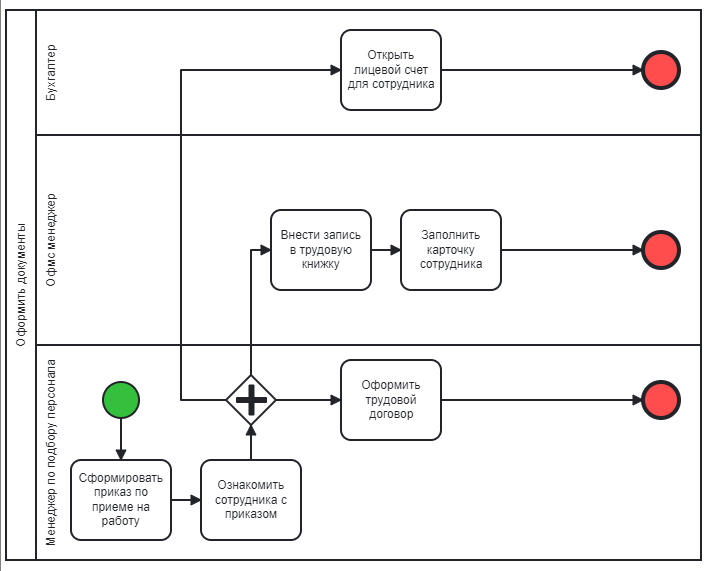 Оформить документы
Бухгалтер
Открыть
лицевой счет
для сотрудника
Офмс менеджер
Внести запись
в трудовую
книжку
Заполнить
карточку
сотрудника
Менеджер по подбору персонала
Оформить
трудовой
договор
Сформировать
приказ по
приеме на
работу
Ознакомить
сотрудника с
приказом